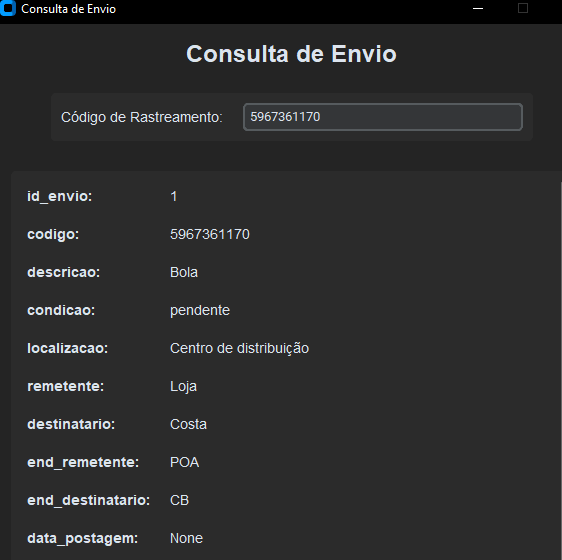 Consulta de Envio
Consulta de Envio
Código de Rastreamento: 5967361170
id_envio: 1
codigo: 5967361170
descricao: Bola
condicao: pendente
localizacao: Centro de distribuição
remetente: Loja
destinatario: Costa
end_remetente: POA
end_destinatario: CB
data_postagem: None